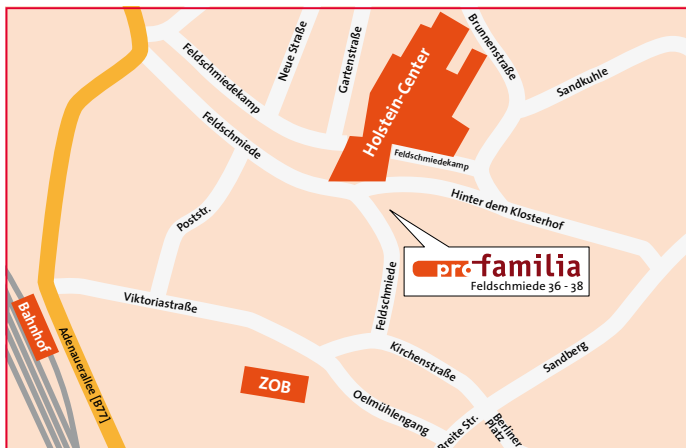 Feldschmiedekamp
Neue Straße
Gartenstraße
Holstein-Center
Brunnenstraße
Sandkuhle
Feldschmiede
Feldschmiedekamp
Poststr.
Hinter dem Klosterhof
pro familia
Feldschmiede 36 - 38
Feldschmiede
Viktoriastraße
Bahnhof
Adenauerallee [B77]
ZOB
Kirchenstraße
Sandberg
Oelmühlengang
Breite Str.
Berliner
Platz